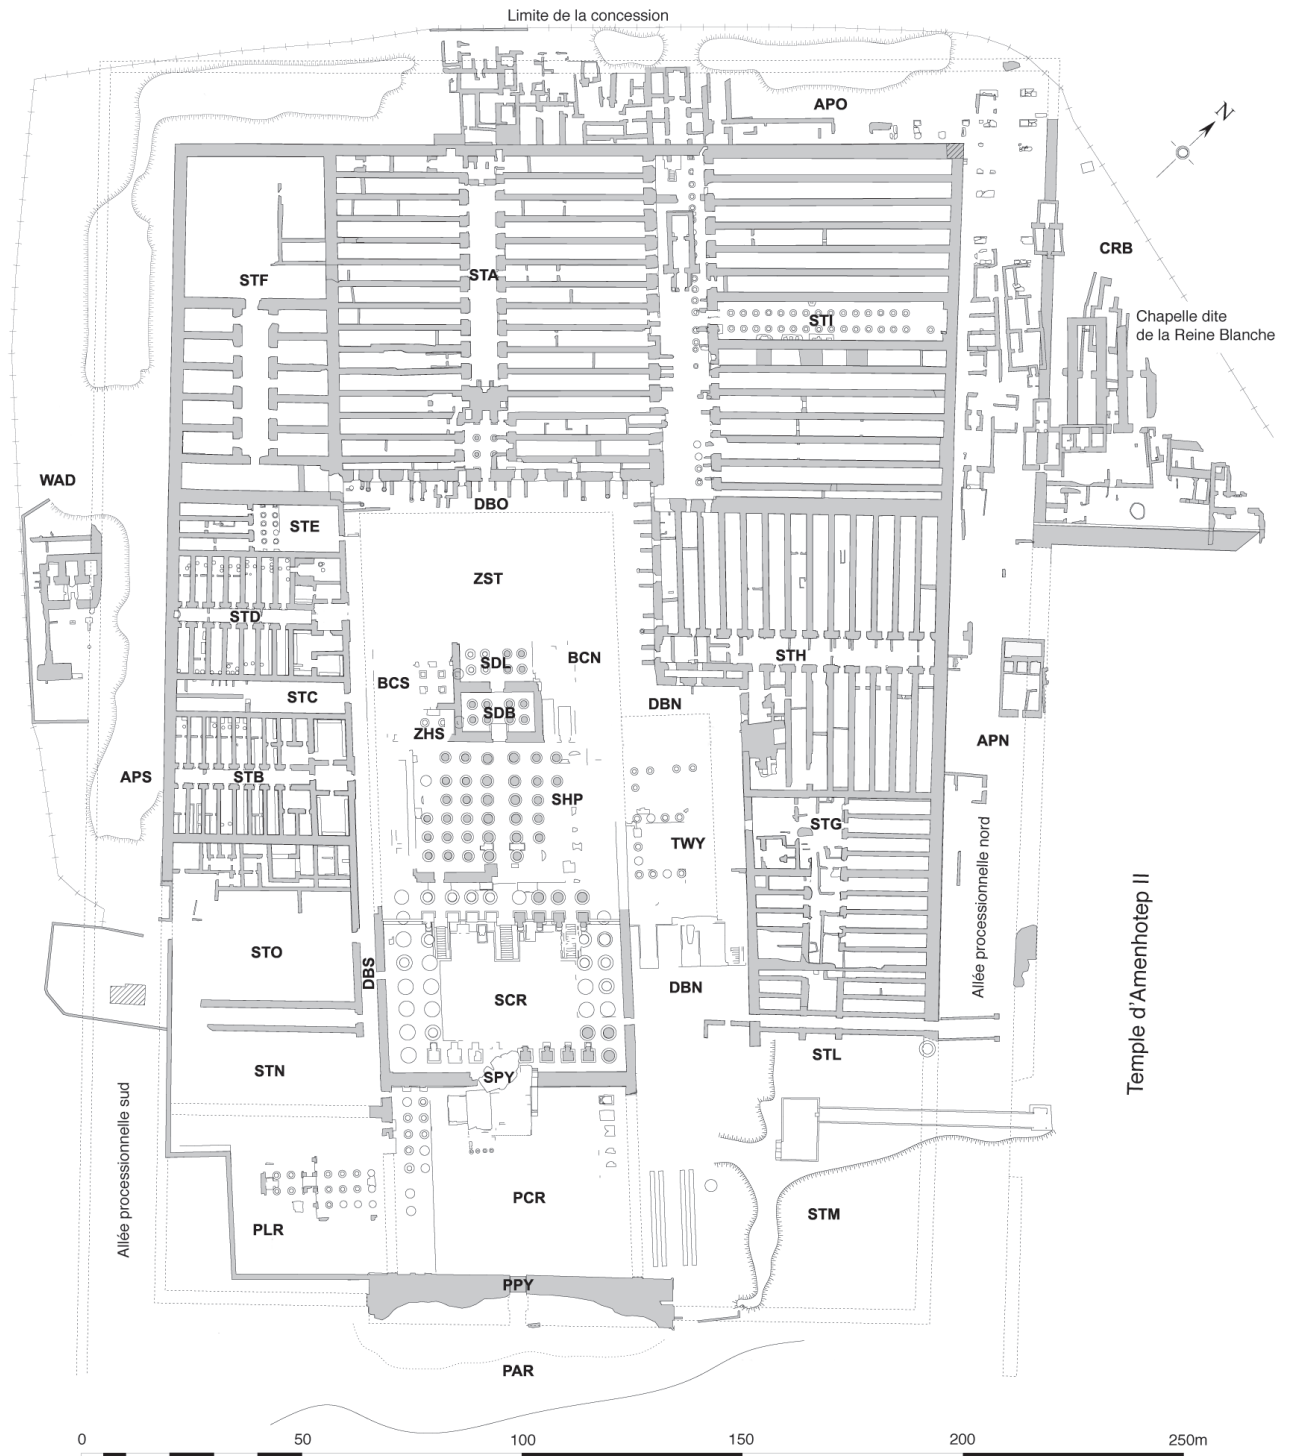 Limite de la concession
APO
N
CRB
STF
STA
STI
Chapelle dite
de la Reine Blanche
WAD
DBO
STE
ZST
STD
STH
SDL
BCN
BCS
STC
DBN
SDB
ZHS
APN
APS
STB
SHP
STG
TWY
Allée processionnelle nord
Temple d'Amenhotep II
STO
DBS
DBN
SCR
STL
STN
SPY
Allée processionnelle sud
PCR
STM
PLR
PPY
PAR
0 50 100 150 200 250m